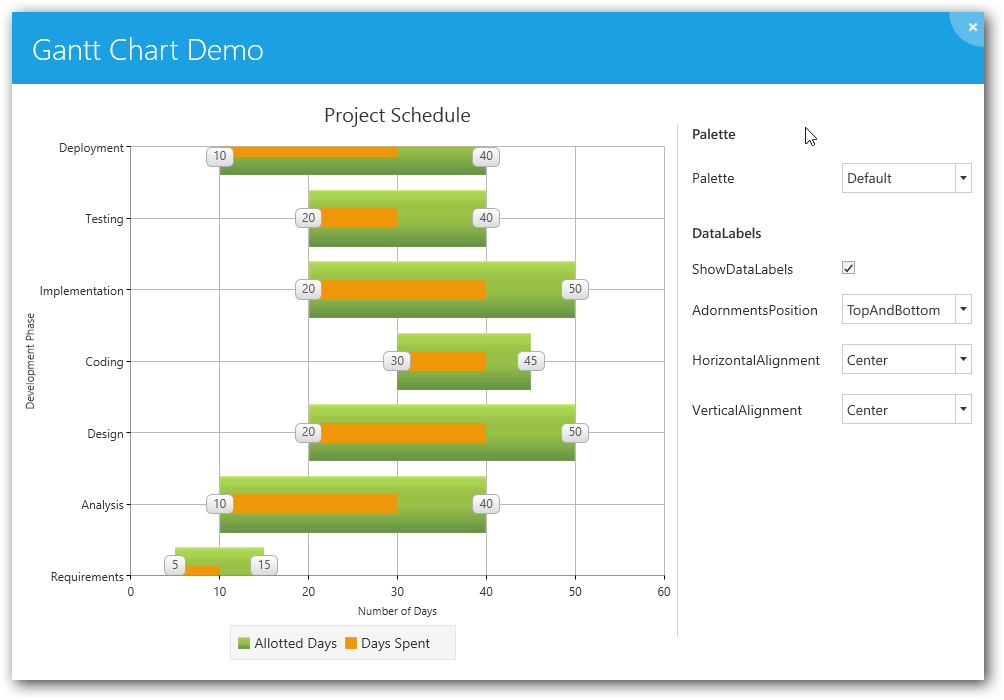 Gantt Chart Demo
Project Schedule
Development Phase
Deployment
10 40
Testing
20 40
Implementation
20 50
Coding
30 45
Design
20 50
Analysis
10 40
Requirements
5 15
0 10 20 30 40 50 60
Number of Days
Allotted Days Days Spent
Palette
Palette Default
DataLabels
ShowDataLabels
AdornmentsPosition TopAndBottom
HorizontalAlignment Center
VerticalAlignment Center